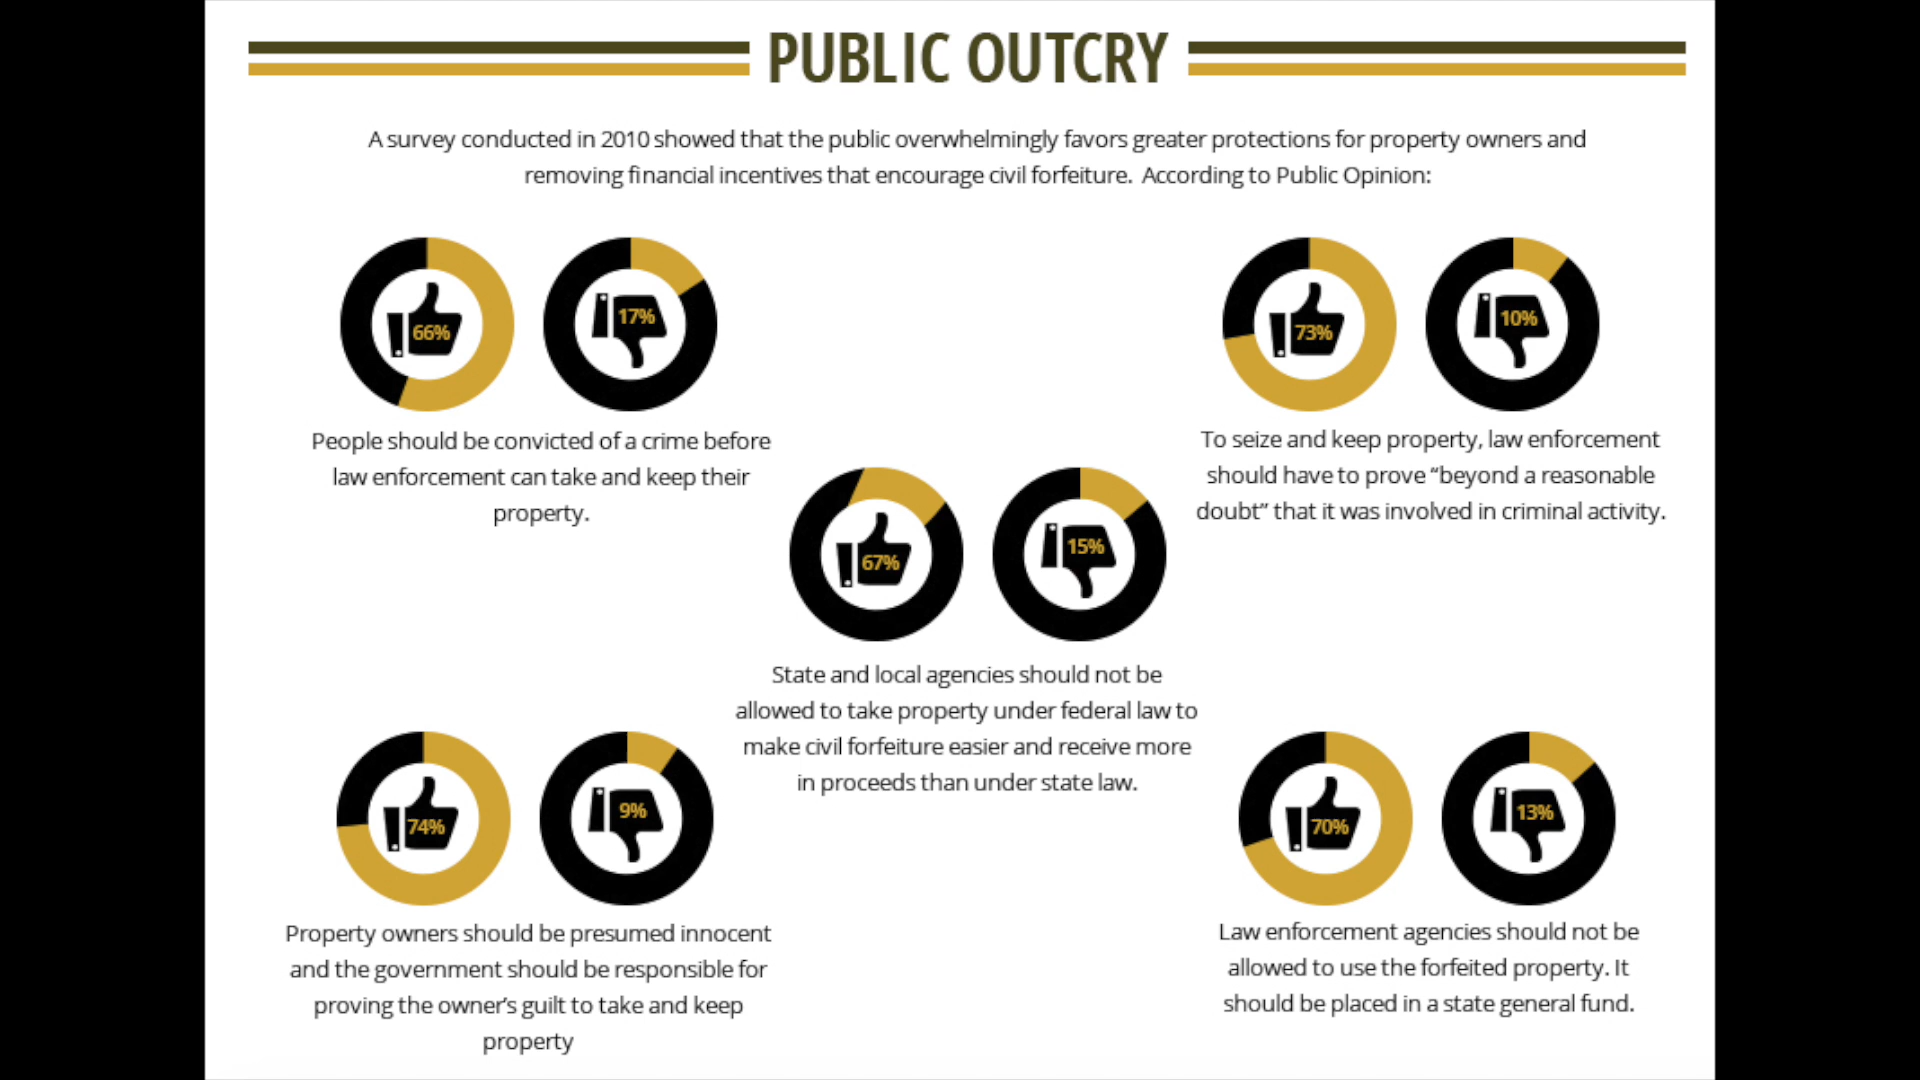 PUBLIC OUTCRY
A survey conducted in 2010 showed that the public overwhelmingly favors greater protections for property owners and
removing financial incentives that encourage civil forfeiture. According to Public Opinion:
66%
17%
People should be convicted of a crime before
law enforcement can take and keep their
property.
73%
10%
To seize and keep property, law enforcement
should have to prove “beyond a reasonable
doubt” that it was involved in criminal activity.
67%
15%
State and local agencies should not be
allowed to take property under federal law to
make civil forfeiture easier and receive more
in proceeds than under state law.
74%
9%
Property owners should be presumed innocent
and the government should be responsible for
proving the owner's guilt to take and keep
property
70%
13%
Law enforcement agencies should not be
allowed to use the forfeited property. It
should be placed in a state general fund.